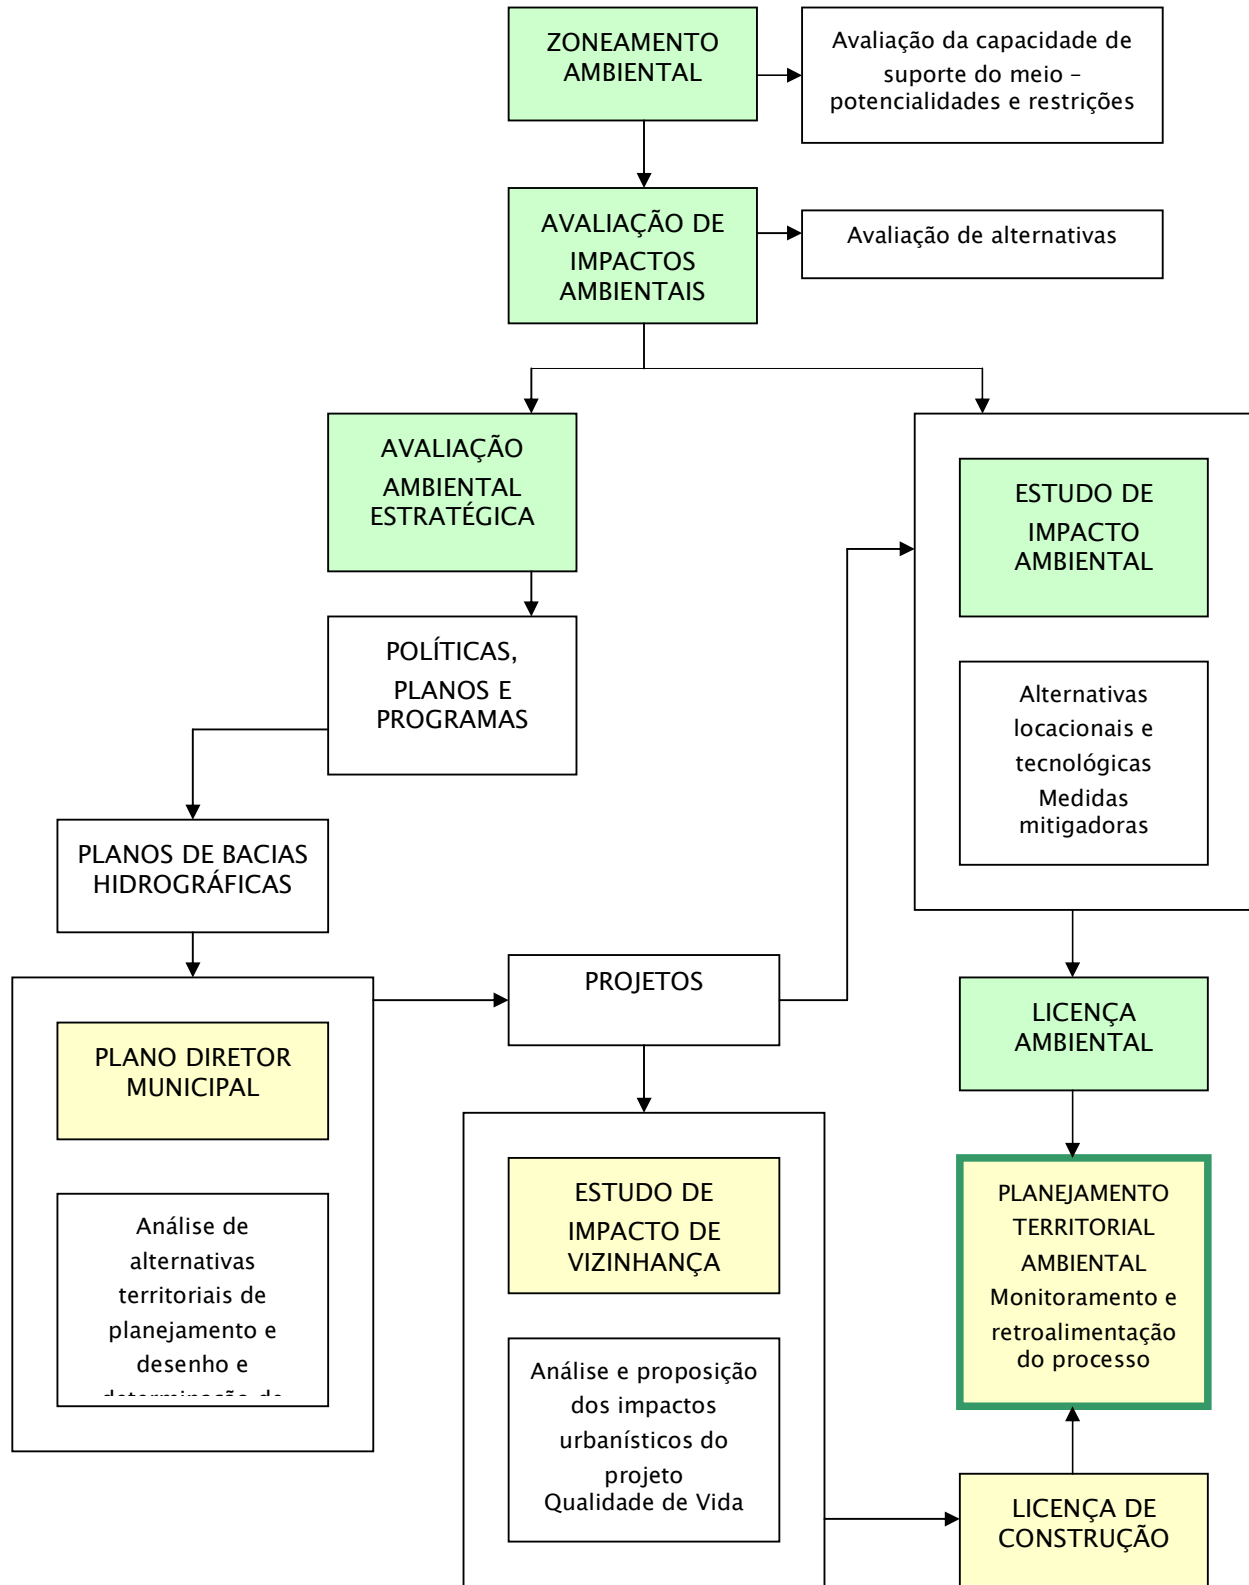 ZONEAMENTO
AMBIENTAL
Avaliação da capacidade de
suporte do meio –
potencialidades e restrições
AVALIAÇÃO DE
IMPACTOS
AMBIENTAIS
Avaliação de alternativas
AVALIAÇÃO
AMBIENTAL
ESTRATÉGICA
ESTUDO DE
IMPACTO
AMBIENTAL
POLÍTICAS,
PLANOS E
PROGRAMAS
Alternativas
locacionais e
tecnológicas
Medidas
mitigadoras
PLANOS DE BACIAS
HIDROGRÁFICAS
PROJETOS
LICENÇA
AMBIENTAL
PLANO DIRETOR
MUNICIPAL
ESTUDO DE
IMPACTO DE
VIZINHANÇA
PLANEJAMENTO
TERRITORIAL
AMBIENTAL
Monitoramento e
retroalimentação
do processo
Análise de
alternativas
territoriais de
planejamento e
desenho e
determinação de
Análise e proposição
dos impactos
urbanísticos do
projeto
Qualidade de Vida
LICENÇA DE
CONSTRUÇÃO